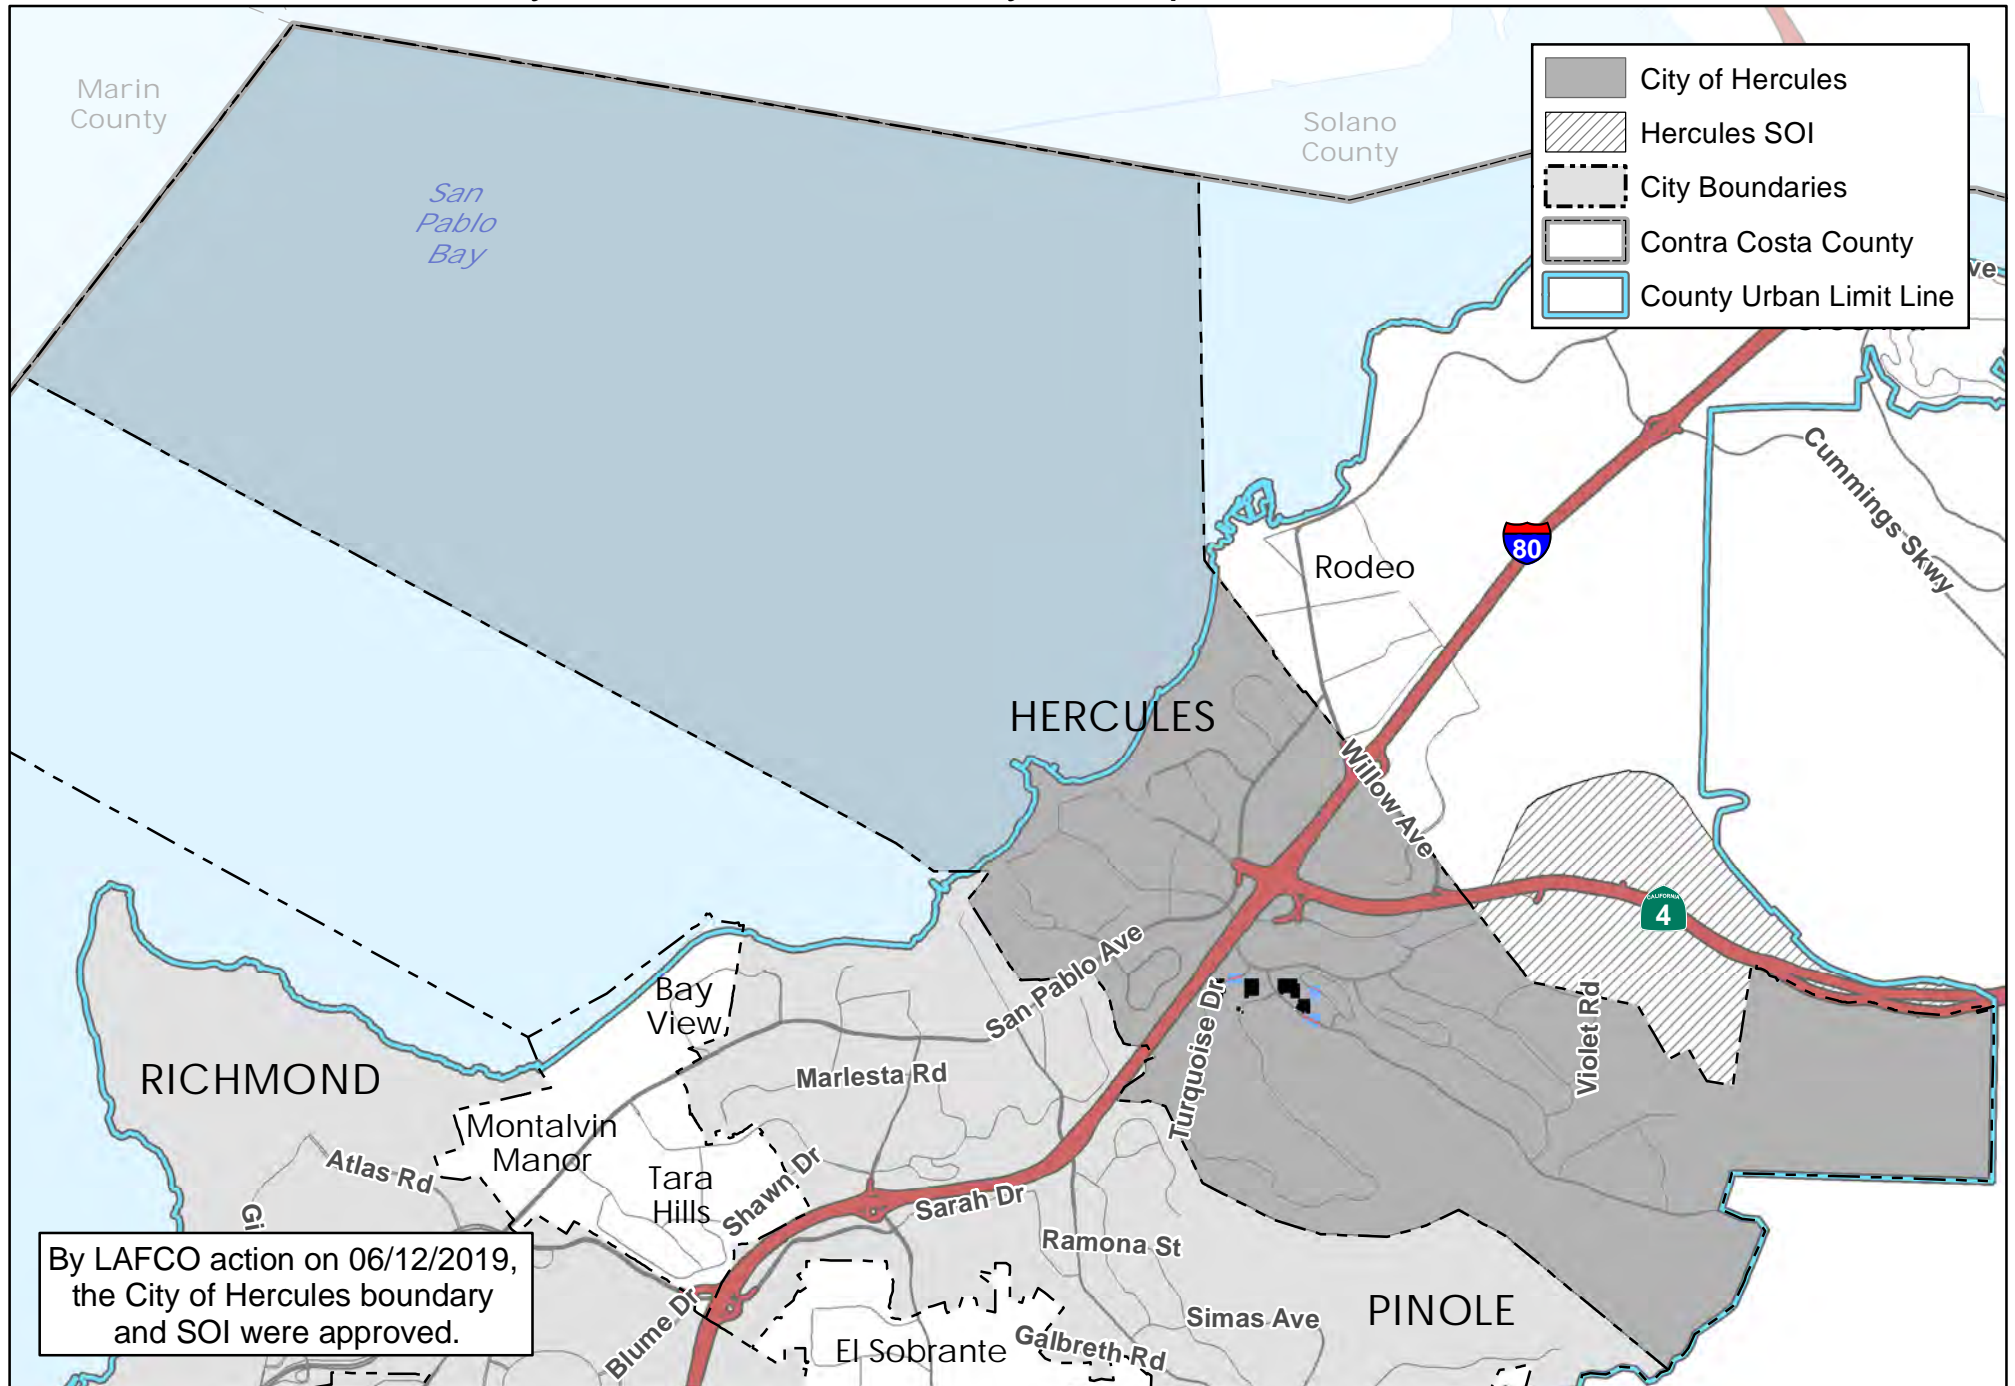 Marin
County
San
Pablo
Bay
Solano
County
City of Hercules
Hercules SOI
City Boundaries
Contra Costa County
County Urban Limit Line
Cummings Skwy
80
Rodeo
HERCULES
Willow Ave
CALIFORNIA
4
San Pablo Ave
Bay
View
Turquoise Dr
Violet Rd
RICHMOND
Marlesta Rd
Montalvin
Manor
Atlas Rd
Tara
Hills
Shawn Dr
Sarah Dr
Ramona St
By LAFCO action on 06/12/2019,
the City of Hercules boundary
and SOI were approved.
Blume Dr
El Sobrante
Galbreth Rd
Simas Ave
PINOLE